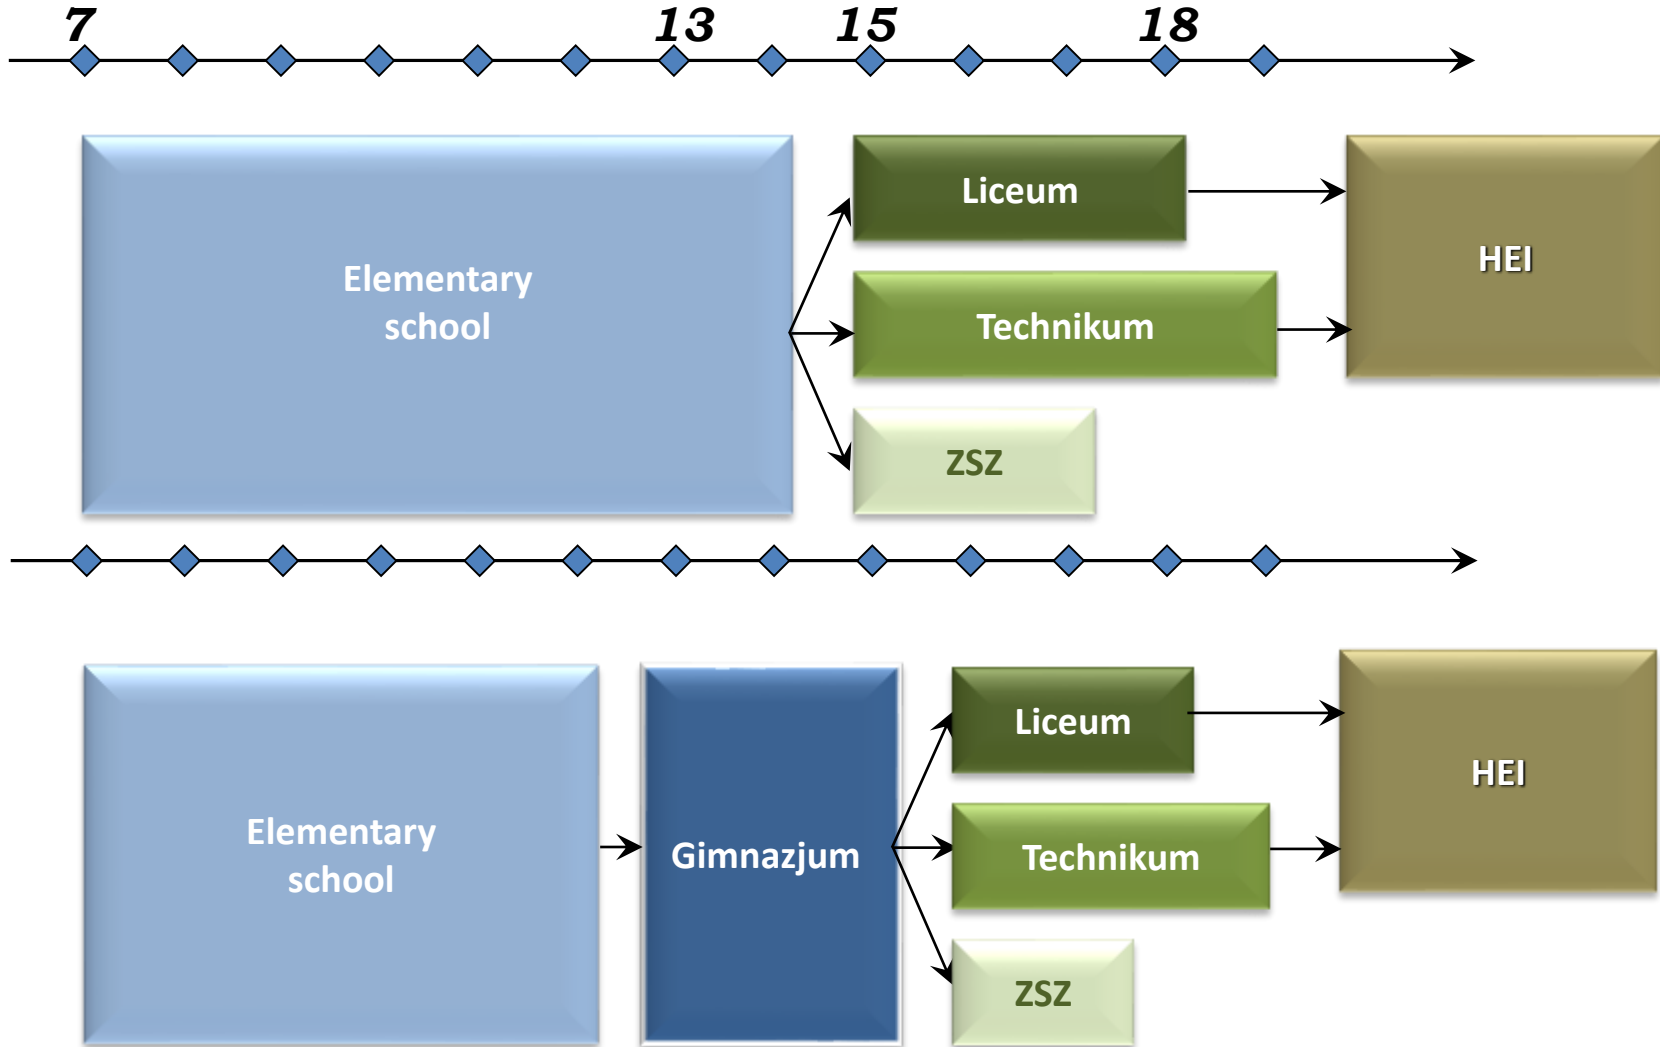 7 13 15 18
Liceum
Elementary
school
HEI
Technikum
ZSZ
Liceum
Elementary
school
Gimnazjum
HEI
Technikum
ZSZ